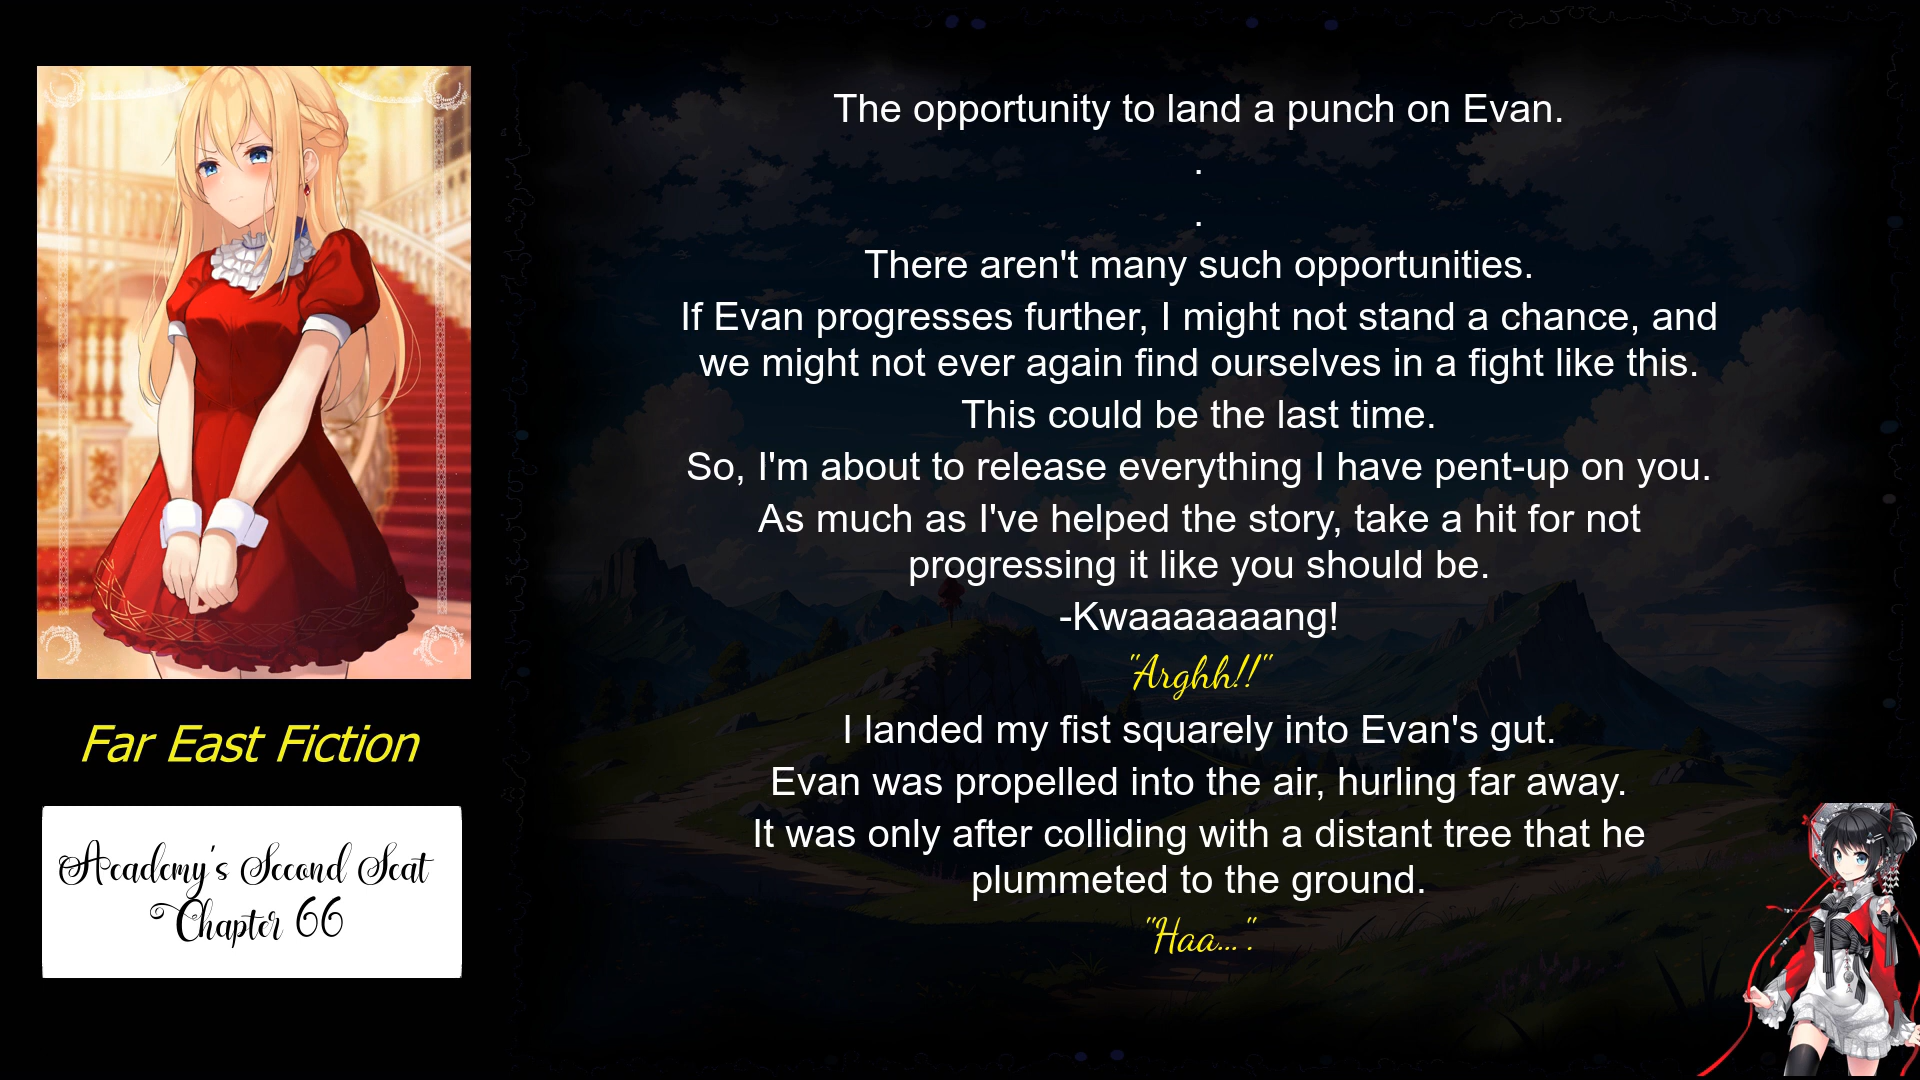 The opportunity to land a punch on Evan.
.
.
There aren't many such opportunities.
If Evan progresses further, I might not stand a chance, and
we might not ever again find ourselves in a fight like this.
This could be the last time.
So, I'm about to release everything I have pent-up on you.
As much as I've helped the story, take a hit for not
progressing it like you should be.
-Kwaaaaaaang!
"Arghh!!"
I landed my fist squarely into Evan's gut.
Evan was propelled into the air, hurling far away.
It was only after colliding with a distant tree that he
plummeted to the ground.
"Haa...".
Far East Fiction
Academy's Second Seat
Chapter 66